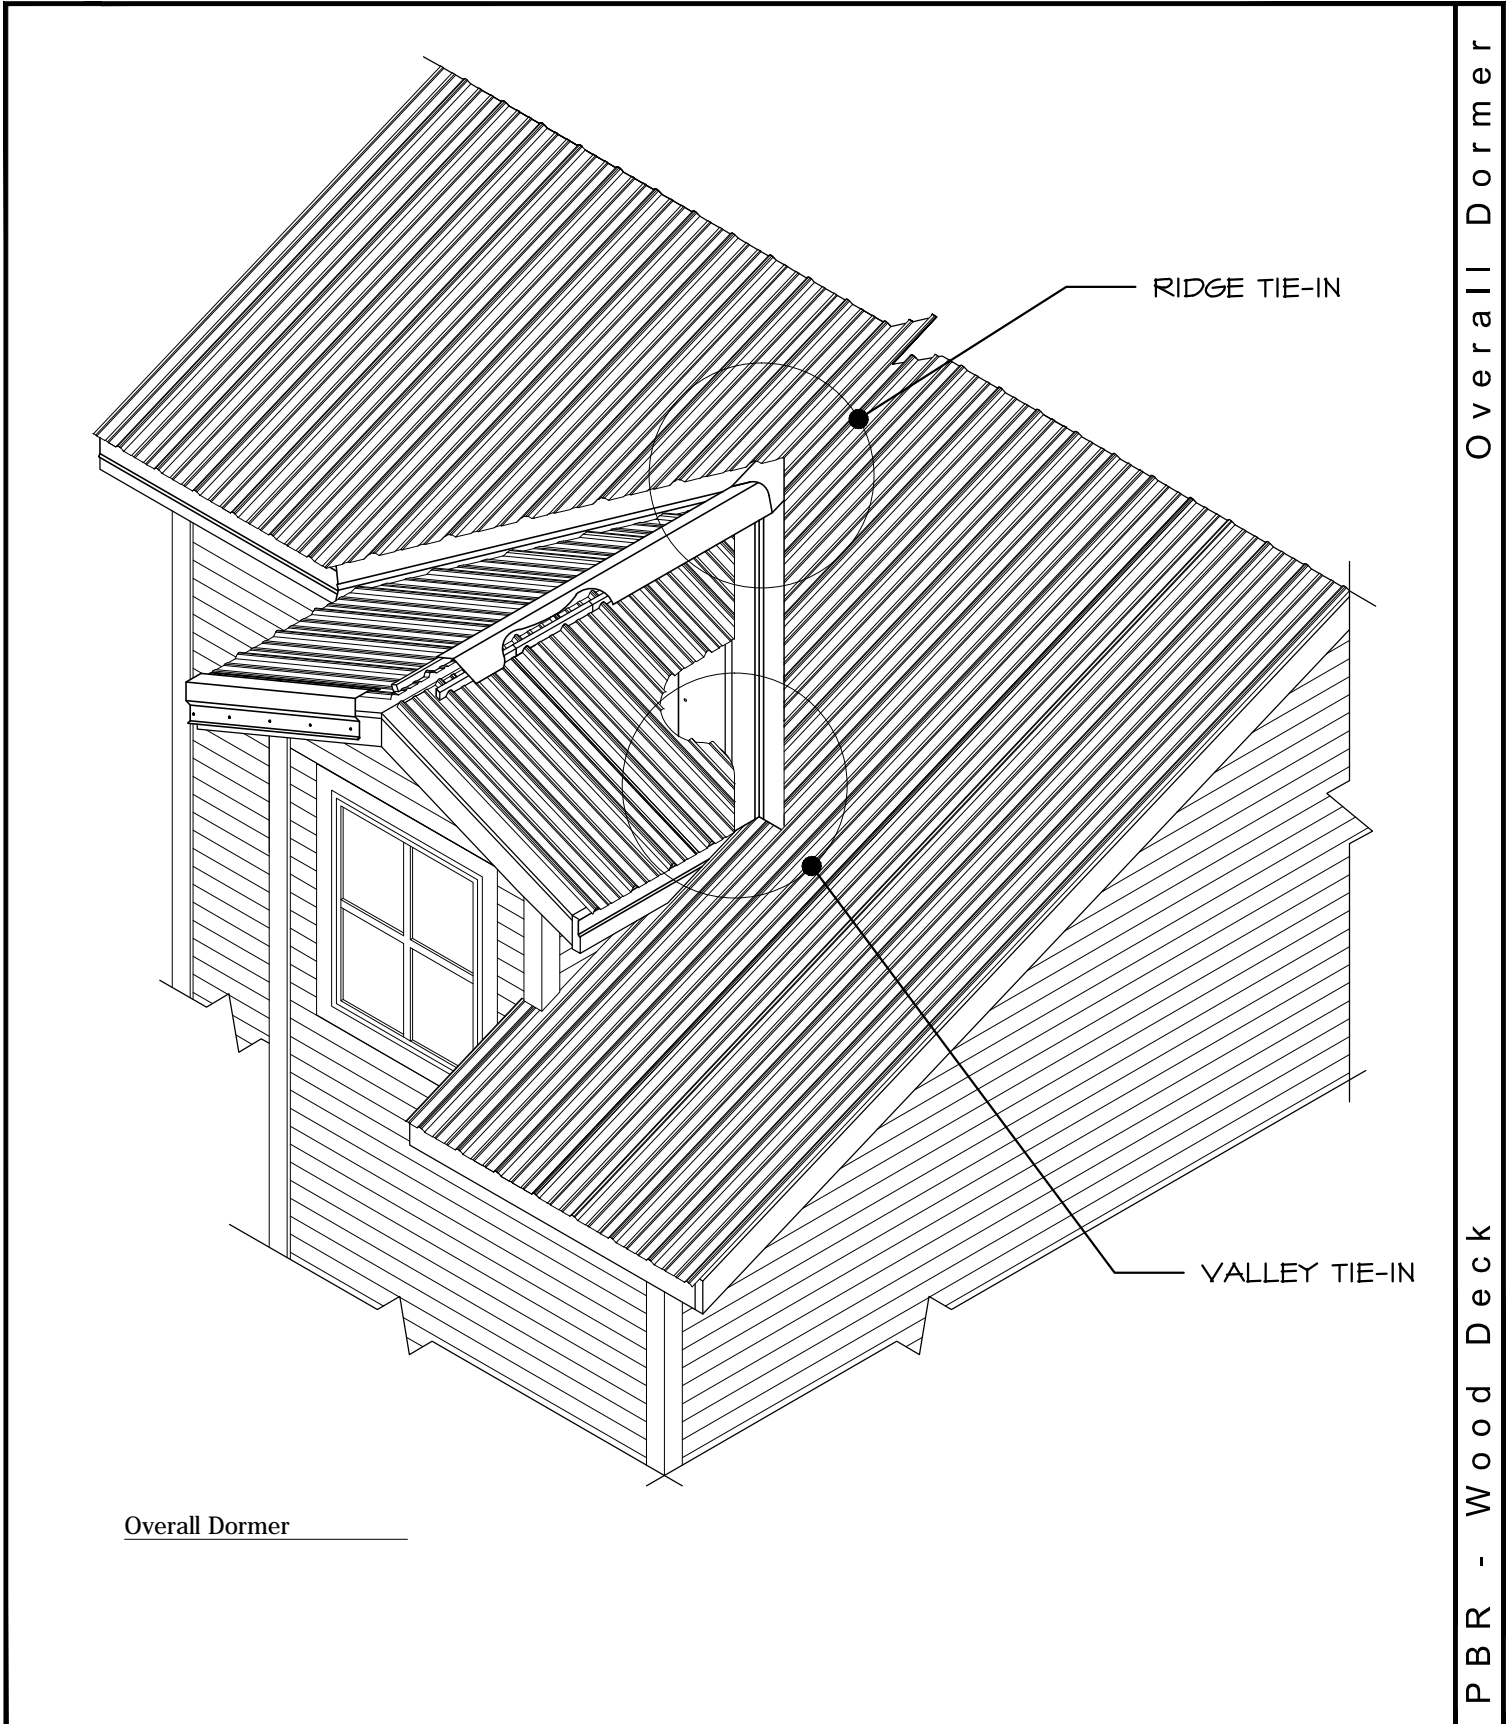 RIDGE TIE-IN
VALLEY TIE-IN
Overall Dormer
PBR - Wood Deck
Overall Dormer